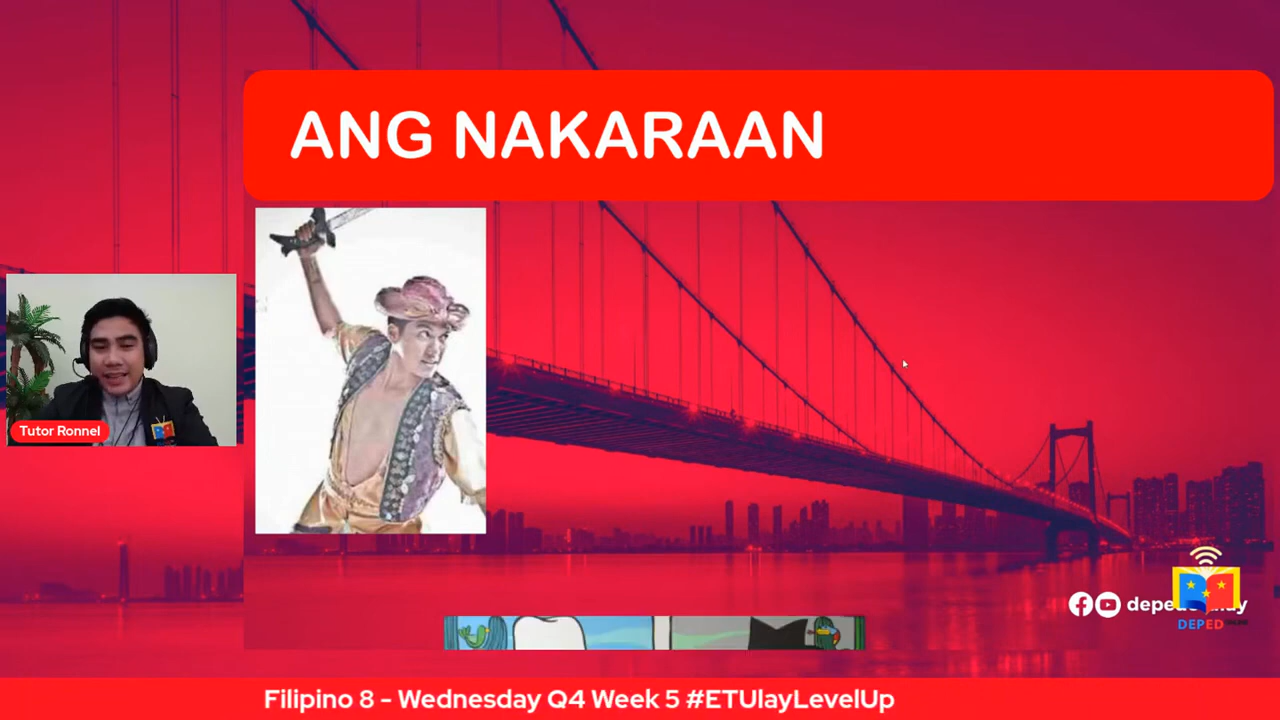 ANG NAKARAAN
Tutor Ronnel
DEPED
Filipino 8 - Wednesday Q4 Week 5 #ETUlayLevelUp